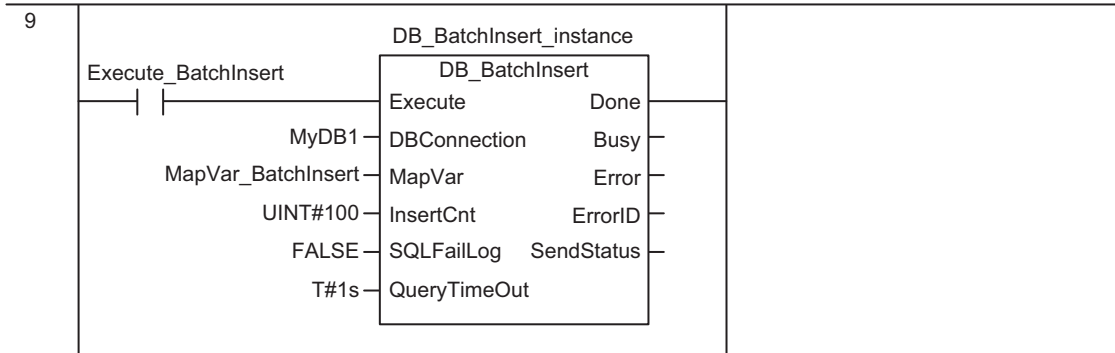 9
DB_BatchInsert_instance
DB_BatchInsert
Execute_BatchInsert
Execute Done
MyDB1 DBConnection Busy
MapVar_BatchInsert MapVar Error
UINT#100 InsertCnt ErrorID
FALSE SQLFailLog SendStatus
T#1s QueryTimeOut